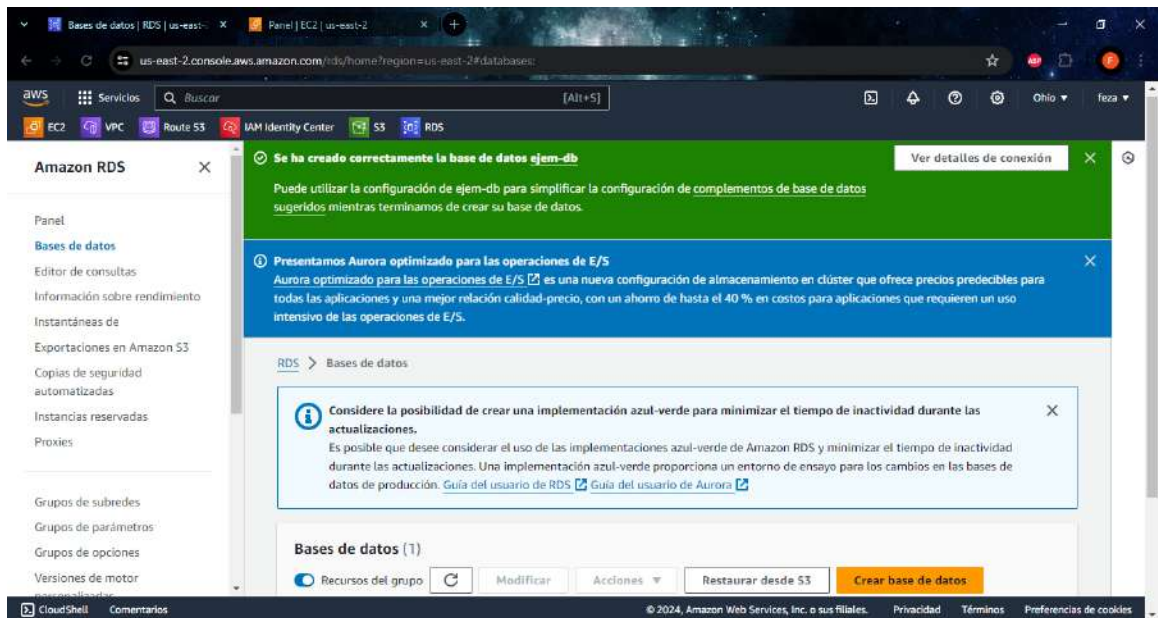 Bases de datos | RDS | us-east-
Panel | EC2 | us-east-2
us-east-2.console.aws.amazon.com/rds/home?region=us-east-2#databases:
ABP
F
aws
Servicios
Buscar
[Alt+S]
Ohio
feza
EC2
VPC
Route 53
IAM Identity Center
S3
RDS
Amazon RDS
Panel
Bases de datos
Editor de consultas
Información sobre rendimiento
Instantáneas de
Exportaciones en Amazon S3
Copias de seguridad
automatizadas
Instancias reservadas
Proxies
Grupos de subredes
Grupos de parámetros
Grupos de opciones
Versiones de motor
personalizadas
Se ha creado correctamente la base de datos ejem-db
Ver detalles de conexión
Puede utilizar la configuración de ejem-db para simplificar la configuración de complementos de base de datos
sugeridos mientras terminamos de crear su base de datos.
Presentamos Aurora optimizado para las operaciones de E/S
Aurora optimizado para las operaciones de E/S es una nueva configuración de almacenamiento en clúster que ofrece precios predecibles para
todas las aplicaciones y una mejor relación calidad-precio, con un ahorro de hasta el 40 % en costos para aplicaciones que requieren un uso
intensivo de las operaciones de E/S.
RDS > Bases de datos
Considere la posibilidad de crear una implementación azul-verde para minimizar el tiempo de inactividad durante las
actualizaciones.
Es posible que desee considerar el uso de las implementaciones azul-verde de Amazon RDS y minimizar el tiempo de inactividad
durante las actualizaciones. Una implementación azul-verde proporciona un entorno de ensayo para los cambios en las bases de
datos de producción. Guía del usuario de RDS Guía del usuario de Aurora
Bases de datos (1)
Recursos del grupo
Modificar
Acciones
Restaurar desde S3
Crear base de datos
CloudShell
Comentarios
© 2024, Amazon Web Services, Inc. o sus filiales.
Privacidad
Términos
Preferencias de cookies